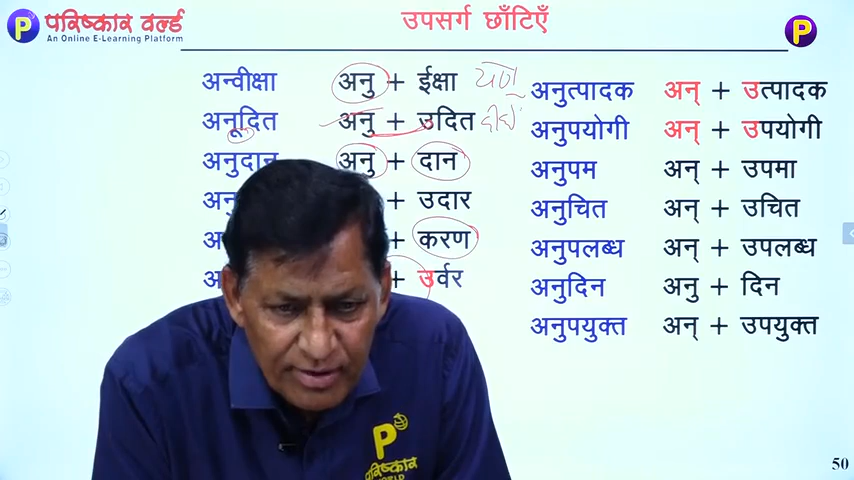 परिष्कार वर्ल्ड
An Online E-Learning Platform
उपसर्ग छाँटिएँ
P
अन्वीक्षा अनु + ईक्षा यण्
अनूदित अनु + उदित दीर्घ
अनुदान अनु + दान
+ उदार
+ करण
+ उर्वर
अनुत्पादक अन् + उत्पादक
अनुपयोगी अन् + उपयोगी
अनुपम अन् + उपमा
अनुचित अन् + उचित
अनुपलब्ध अन् + उपलब्ध
अनुदिन अनु + दिन
अनुपयुक्त अन् + उपयुक्त
P
परिष्कार
50